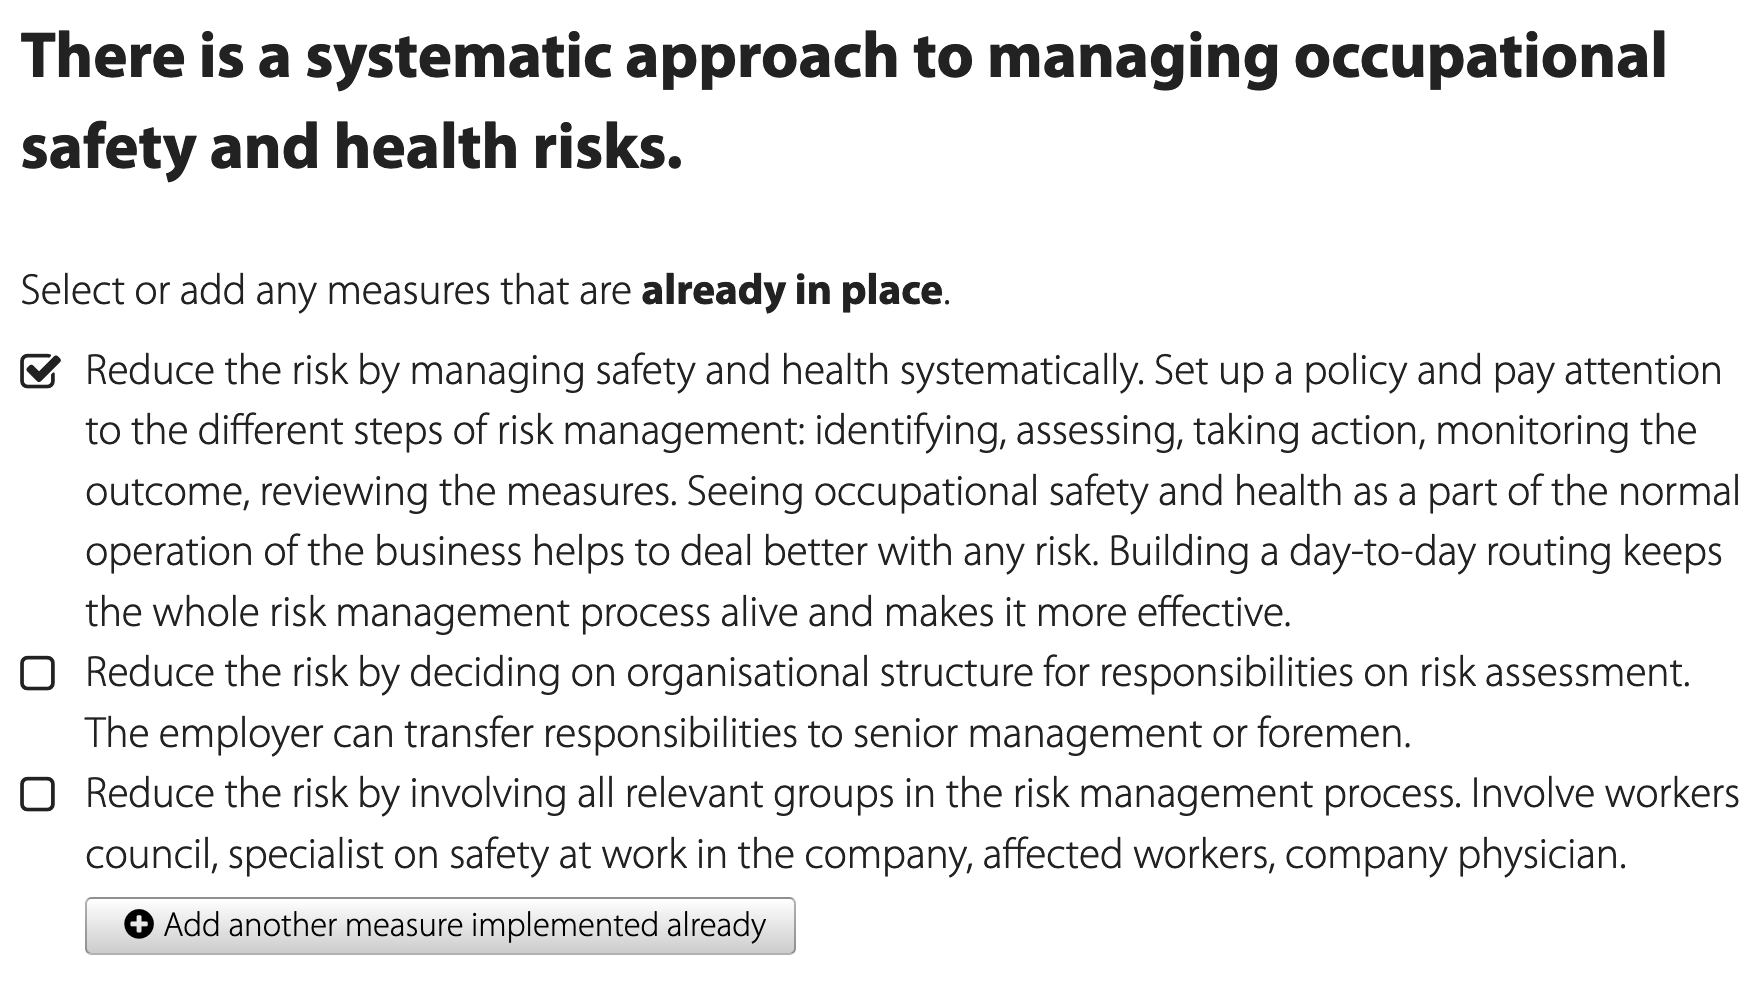 There is a systematic approach to managing occupational
safety and health risks.
Select or add any measures that are already in place.
Reduce the risk by managing safety and health systematically. Set up a policy and pay attention
to the different steps of risk management: identifying, assessing, taking action, monitoring the
outcome, reviewing the measures. Seeing occupational safety and health as a part of the normal
operation of the business helps to deal better with any risk. Building a day-to-day routing keeps
the whole risk management process alive and makes it more effective.
Reduce the risk by deciding on organisational structure for responsibilities on risk assessment.
The employer can transfer responsibilities to senior management or foremen.
Reduce the risk by involving all relevant groups in the risk management process. Involve workers
council, specialist on safety at work in the company, affected workers, company physician.
Add another measure implemented already